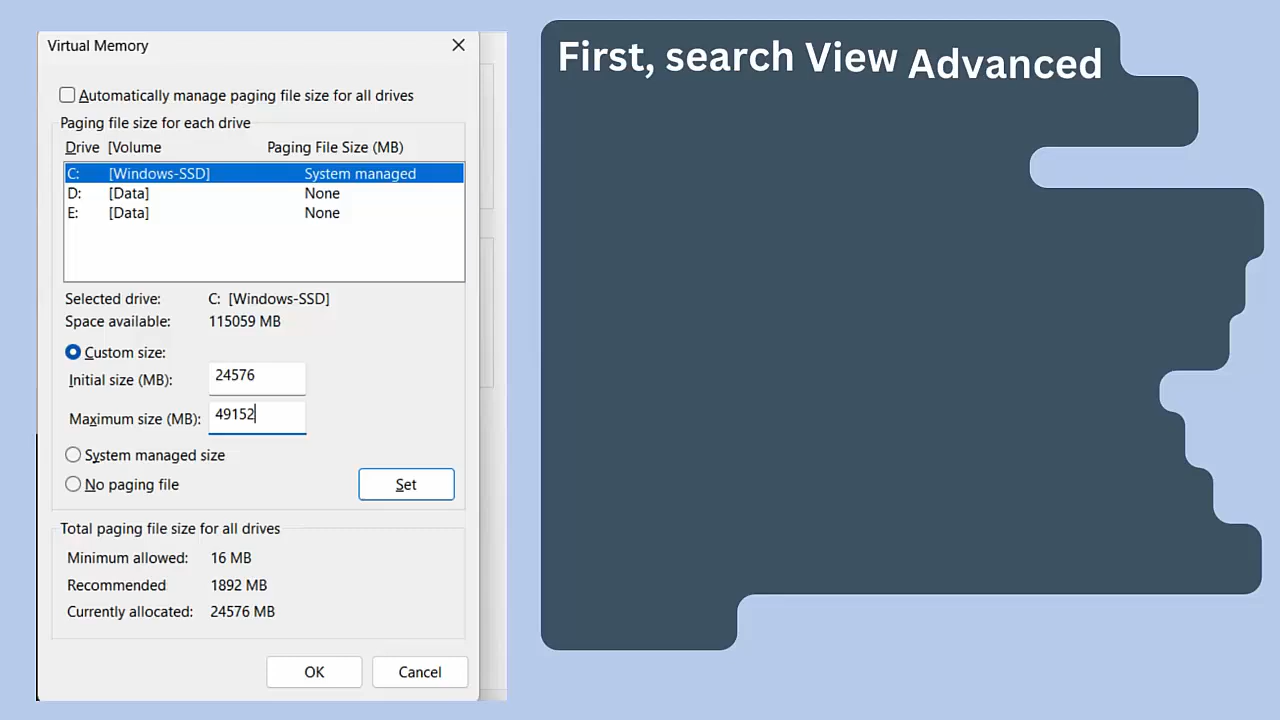 Virtual Memory
Automatically manage paging file size for all drives
Paging file size for each drive
Drive [Volume Paging File Size (MB)
C: [Windows-SSD] System managed
D: [Data] None
E: [Data] None
Selected drive: C: [Windows-SSD]
Space available: 115059 MB
Custom size:
Initial size (MB): 24576
Maximum size (MB): 49152
System managed size
No paging file
Set
Total paging file size for all drives
Minimum allowed: 16 MB
Recommended 1892 MB
Currently allocated: 24576 MB
OK Cancel
First, search View Advanced